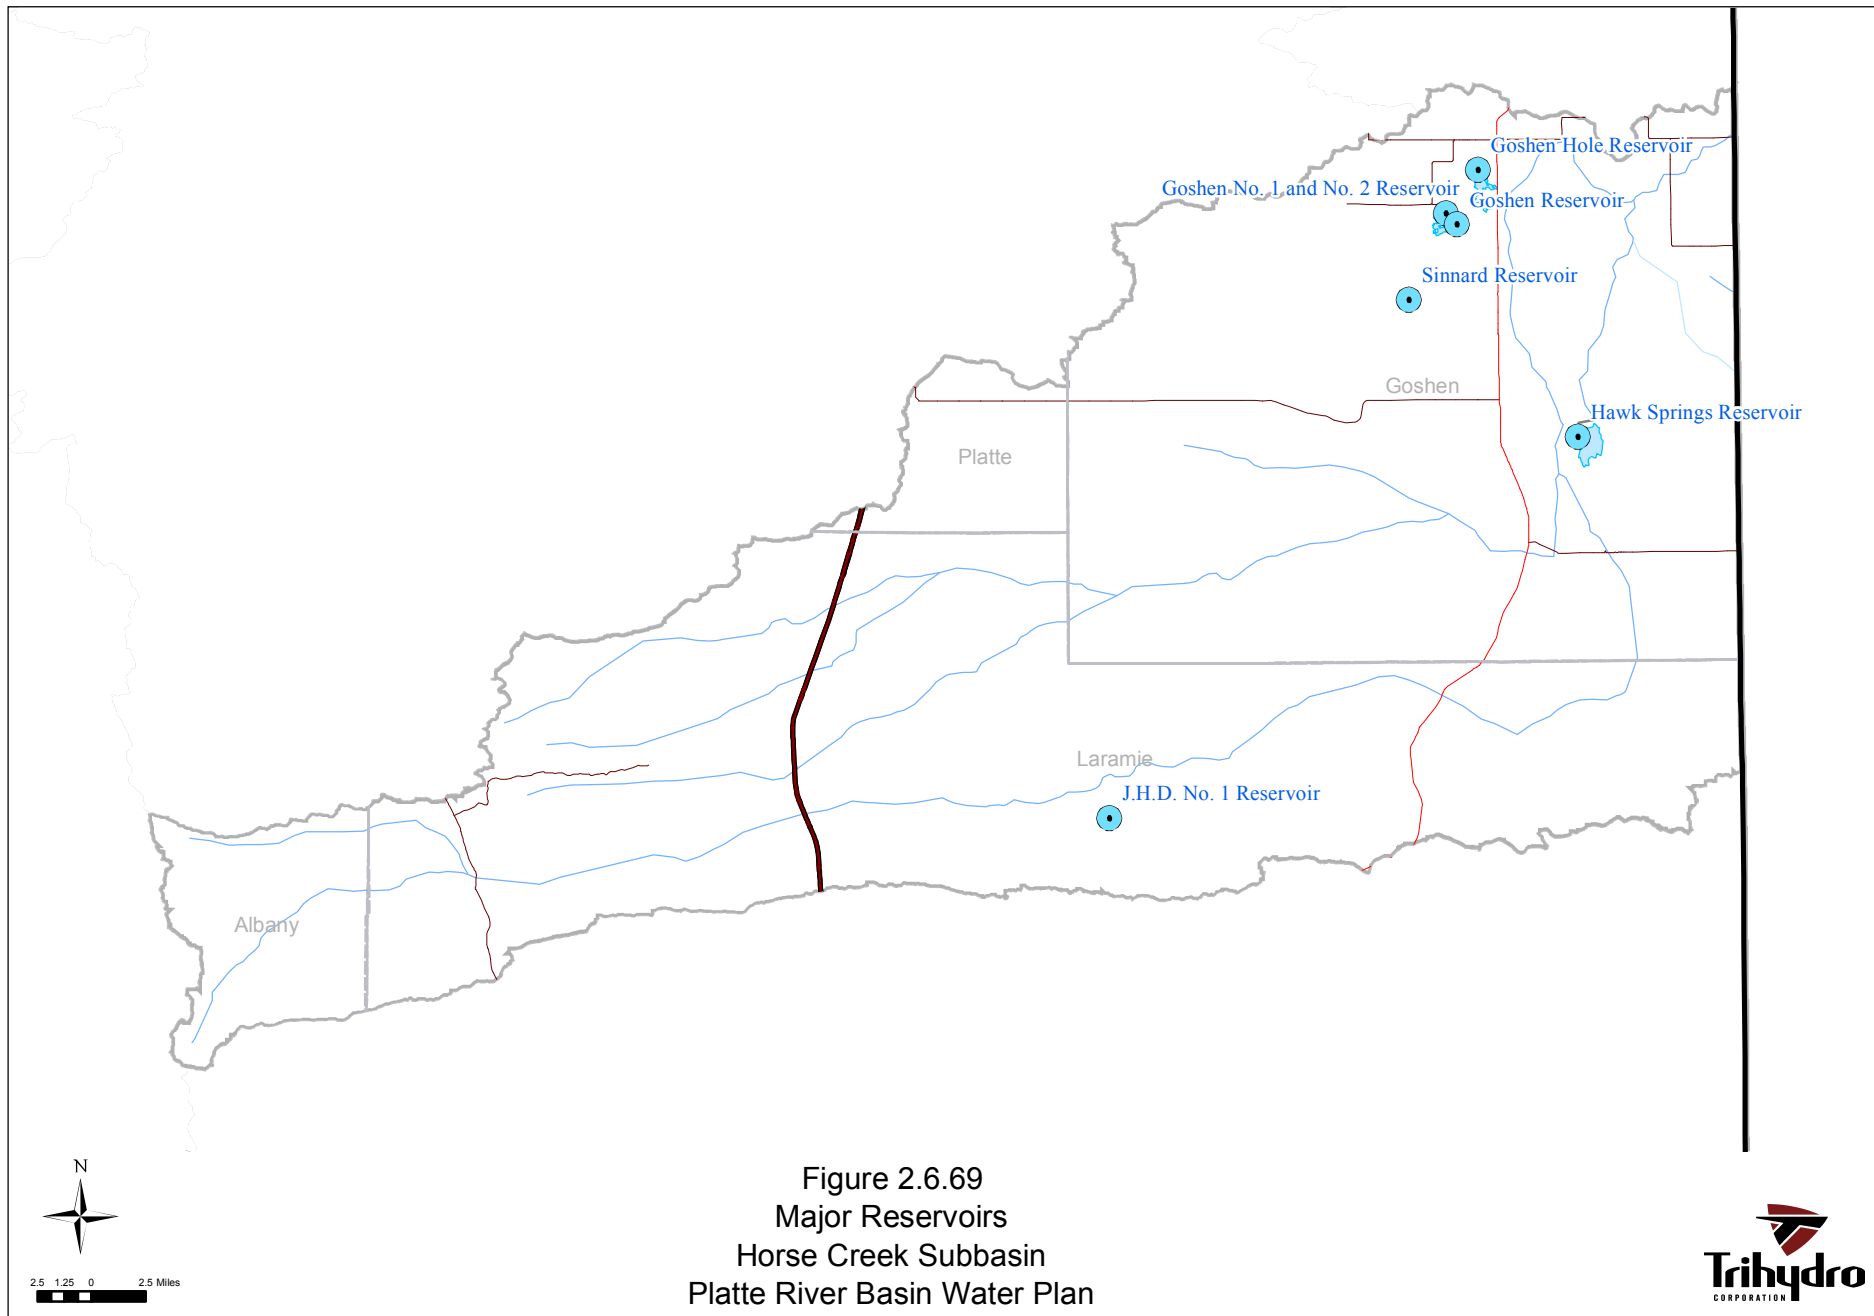 Goshen Hole Reservoir
Goshen No. 1 and No. 2 Reservoir
Goshen Reservoir
Sinnard Reservoir
Goshen
Hawk Springs Reservoir
Platte
Laramie
J.H.D. No. 1 Reservoir
Albany
N
2.5 1.25 0 2.5 Miles
Figure 2.6.69
Major Reservoirs
Horse Creek Subbasin
Platte River Basin Water Plan
Trihydro
CORPORATION